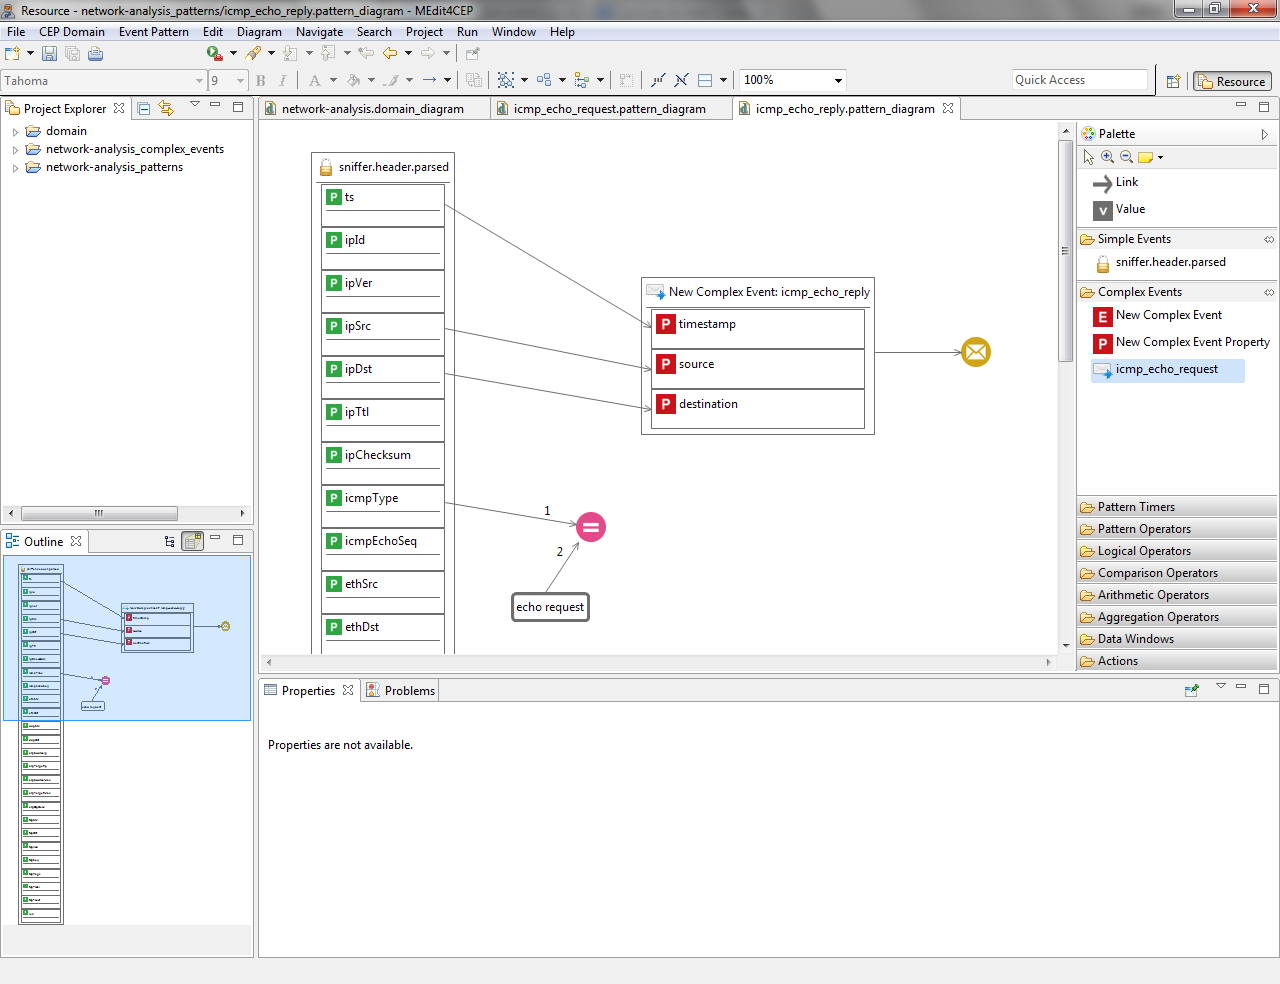 Resource - network-analysis_patterns/icmp_echo_reply.pattern_diagram - MEdit4CEP
File CEP Domain Event Pattern Edit Diagram Navigate Search Project Run Window Help
Tahoma 9 B I A 100% Quick Access Resource
Project Explorer
domain
network-analysis_complex_events
network-analysis_patterns
Outline
network-analysis.domain_diagram icmp_echo_request.pattern_diagram icmp_echo_reply.pattern_diagram
sniffer.header.parsed
P ts
P ipId
P ipVer
P ipSrc
P ipDst
P ipTtl
P ipChecksum
P icmpType
P icmpEchoSeq
P ethSrc
P ethDst
New Complex Event: icmp_echo_reply
P timestamp
P source
P destination
1
2
echo request
Palette
Link
V Value
Simple Events
sniffer.header.parsed
Complex Events
E New Complex Event
P New Complex Event Property
icmp_echo_request
Pattern Timers
Pattern Operators
Logical Operators
Comparison Operators
Arithmetic Operators
Aggregation Operators
Data Windows
Actions
Properties Problems
Properties are not available.